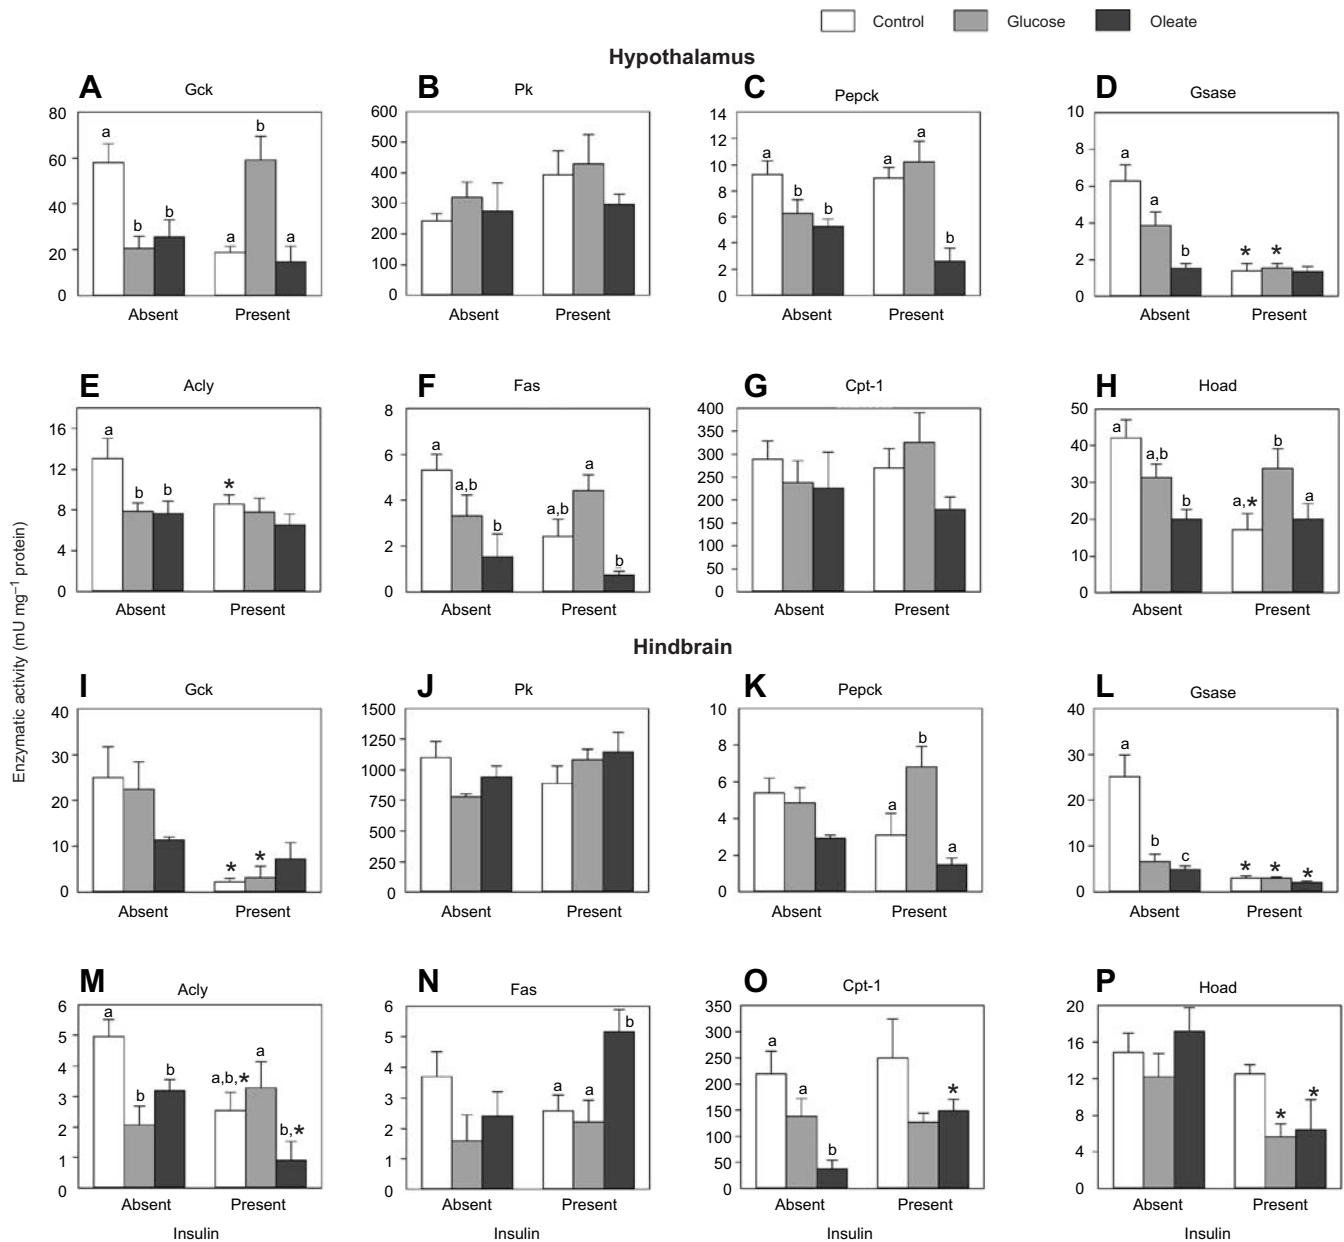 Control Glucose Oleate
Hypothalamus
A B C D
Gck Pk Pepck Gsase
80 60 40 20 0
a b b a b a
Absent Present
600 500 400 300 200 100 0
Absent Present
14 12 10 8 6 4 2 0
a b b a a b
Absent Present
10 8 6 4 2 0
a a b * *
Absent Present
E F G H
Acly Fas Cpt-1 Hoad
16 12 8 4 0
a b b *
Absent Present
8 6 4 2 0
a a,b b a,b a b
Absent Present
400 350 300 250 200 150 100 50 0
Absent Present
50 40 30 20 10 0
a a,b b a,* b a
Absent Present
Enzymatic activity (mU mg⁻¹ protein)
Hindbrain
I J K L
Gck Pk Pepck Gsase
40 30 20 10 0
* *
Absent Present
1500 1250 1000 750 500 250 0
Absent Present
10 8 6 4 2 0
a b a
Absent Present
40 30 20 10 0
a b c * * *
Absent Present
M N O P
Acly Fas Cpt-1 Hoad
6 5 4 3 2 1 0
a b b a,b,* a b,*
Absent Present
Insulin
6 5 4 3 2 1 0
a a b
Absent Present
350 300 250 200 150 100 50 0
a a b *
Absent Present
Insulin
20 16 12 8 4 0
* *
Absent Present
Insulin